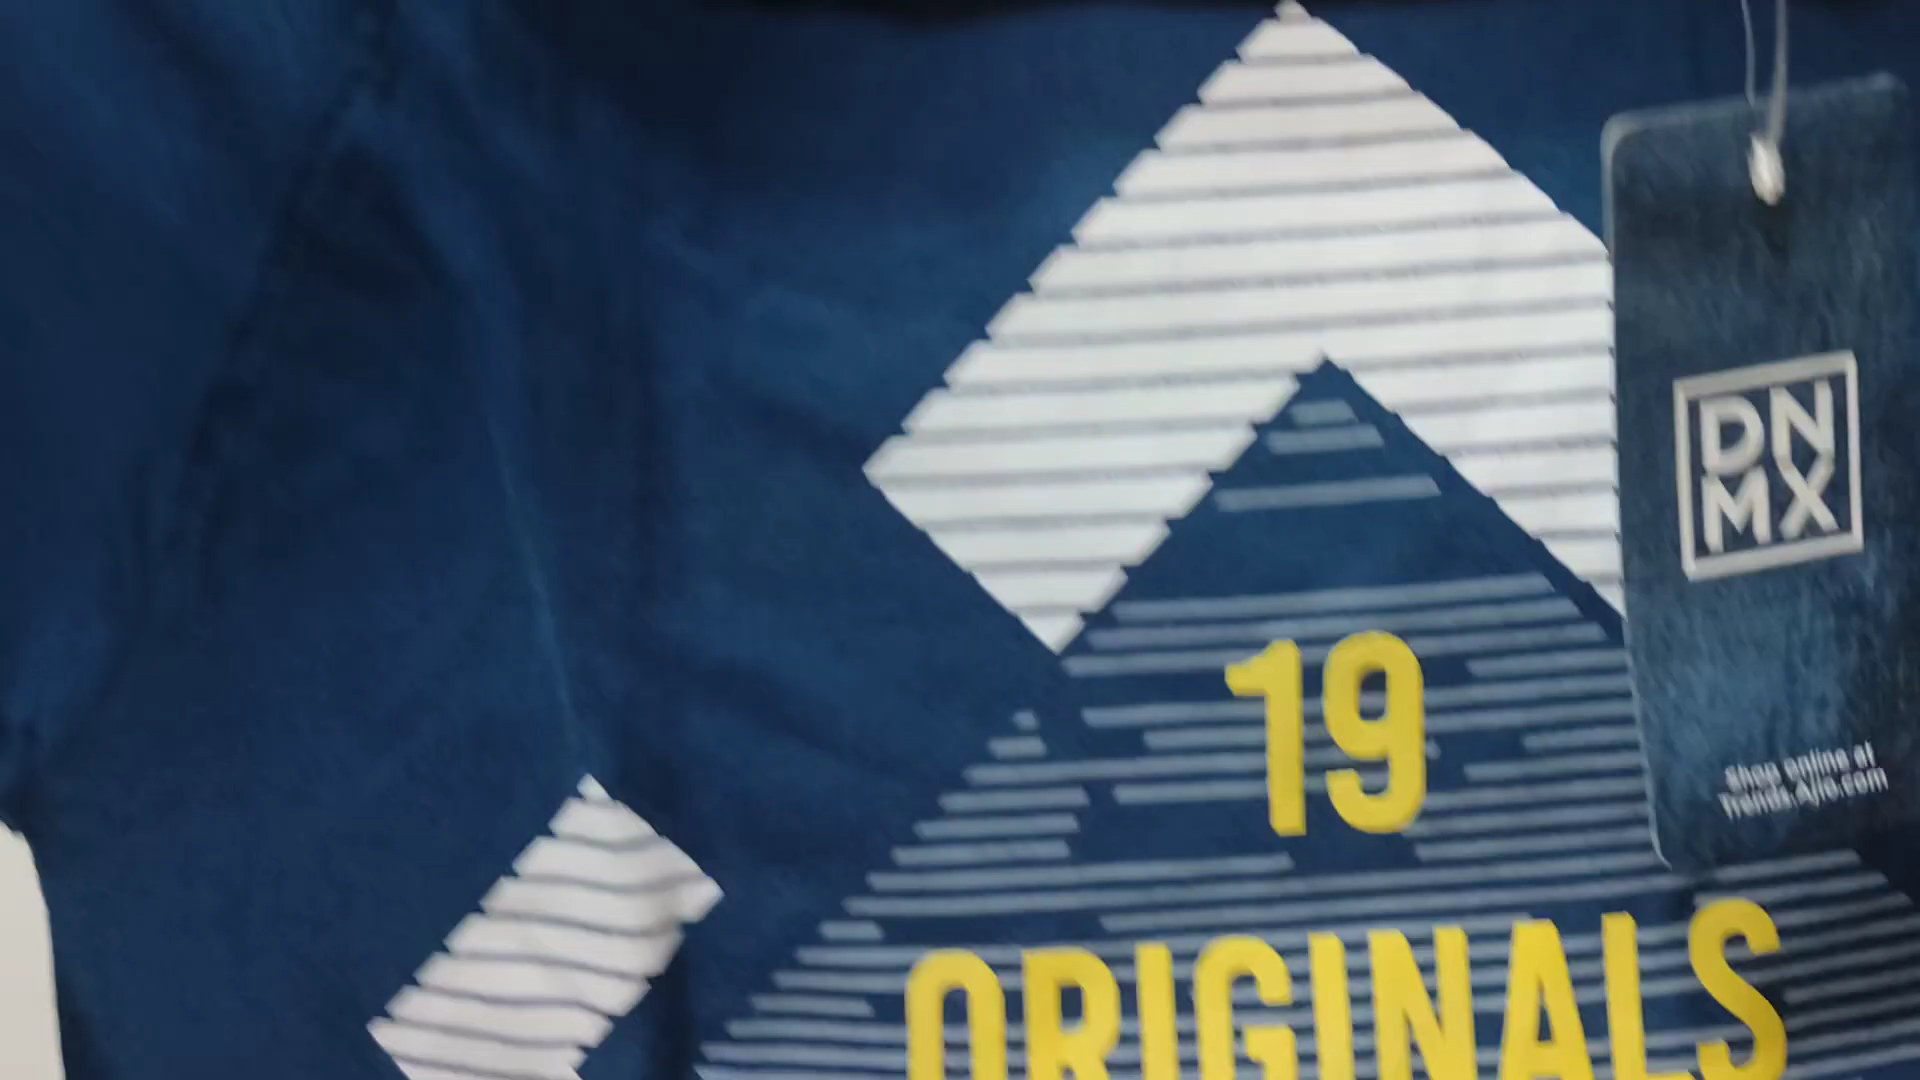 DN
MX
Shop online at
Trends.Ajio.com
19
ORIGINALS